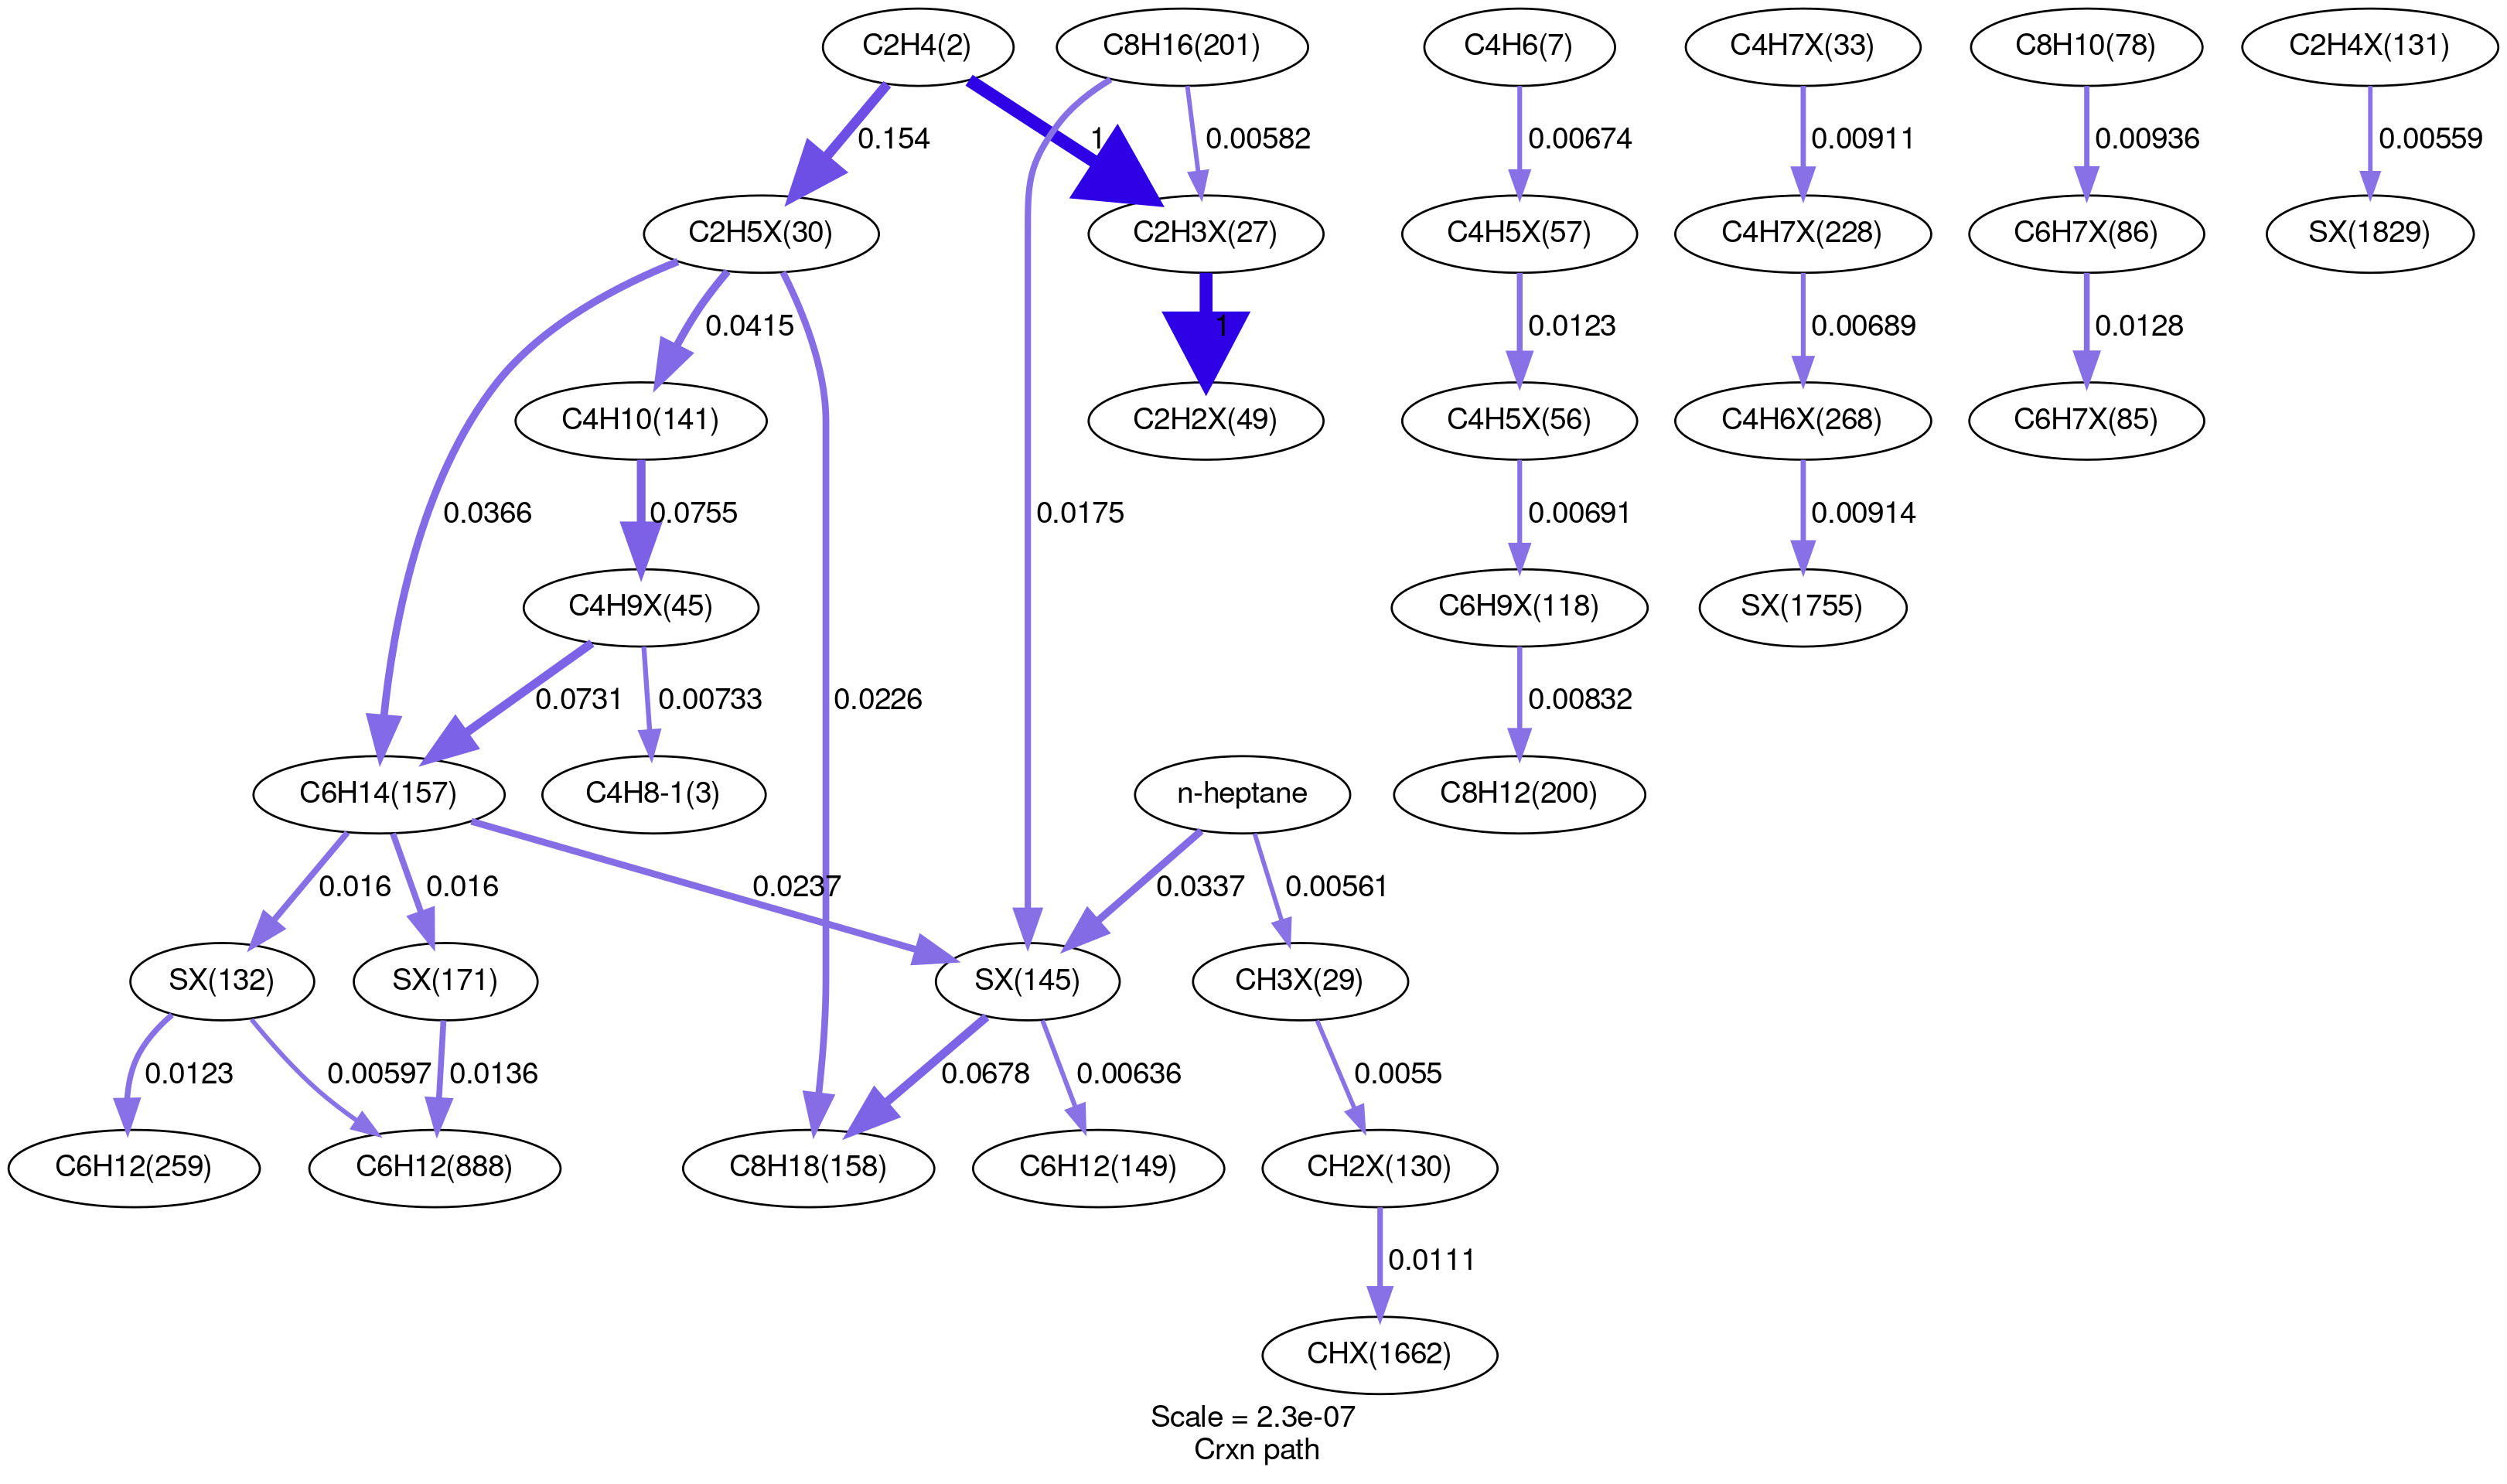 C2H4(2)
C8H16(201)
C4H6(7)
C4H7X(33)
C8H10(78)
C2H4X(131)
0.154
1
0.00582
0.00674
0.00911
0.00936
0.00559
C2H5X(30)
C2H3X(27)
C4H5X(57)
C4H7X(228)
C6H7X(86)
SX(1829)
0.0415
1
0.0123
0.00689
0.0128
C4H10(141)
C2H2X(49)
C4H5X(56)
C4H6X(268)
C6H7X(85)
0.0366
0.0755
0.0175
0.00691
0.00914
C4H9X(45)
C6H9X(118)
SX(1755)
0.0731
0.00733
0.0226
0.00832
C6H14(157)
C4H8-1(3)
n-heptane
C8H12(200)
0.016
0.016
0.0237
0.0337
0.00561
SX(132)
SX(171)
SX(145)
CH3X(29)
0.0123
0.00597
0.0136
0.0678
0.00636
0.0055
C6H12(259)
C6H12(888)
C8H18(158)
C6H12(149)
CH2X(130)
0.0111
CHX(1662)
Scale = 2.3e-07
Crxn path